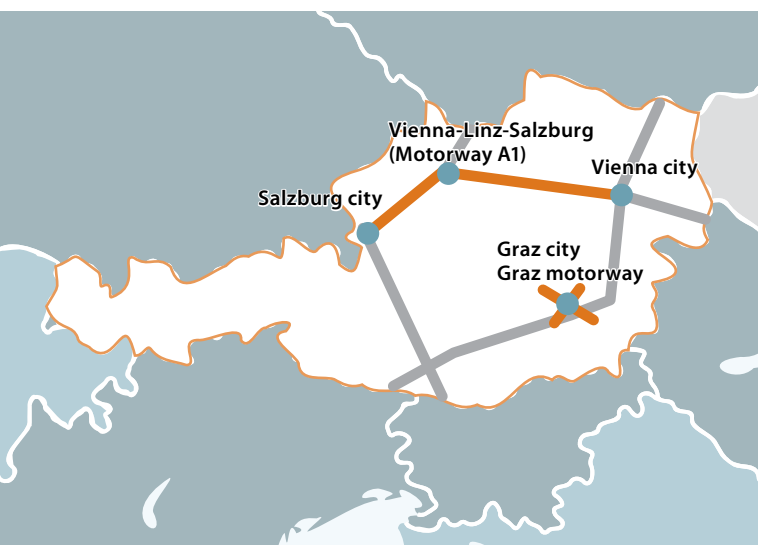 Vienna-Linz-Salzburg
(Motorway A1)
Vienna city
Salzburg city
Graz city
Graz motorway